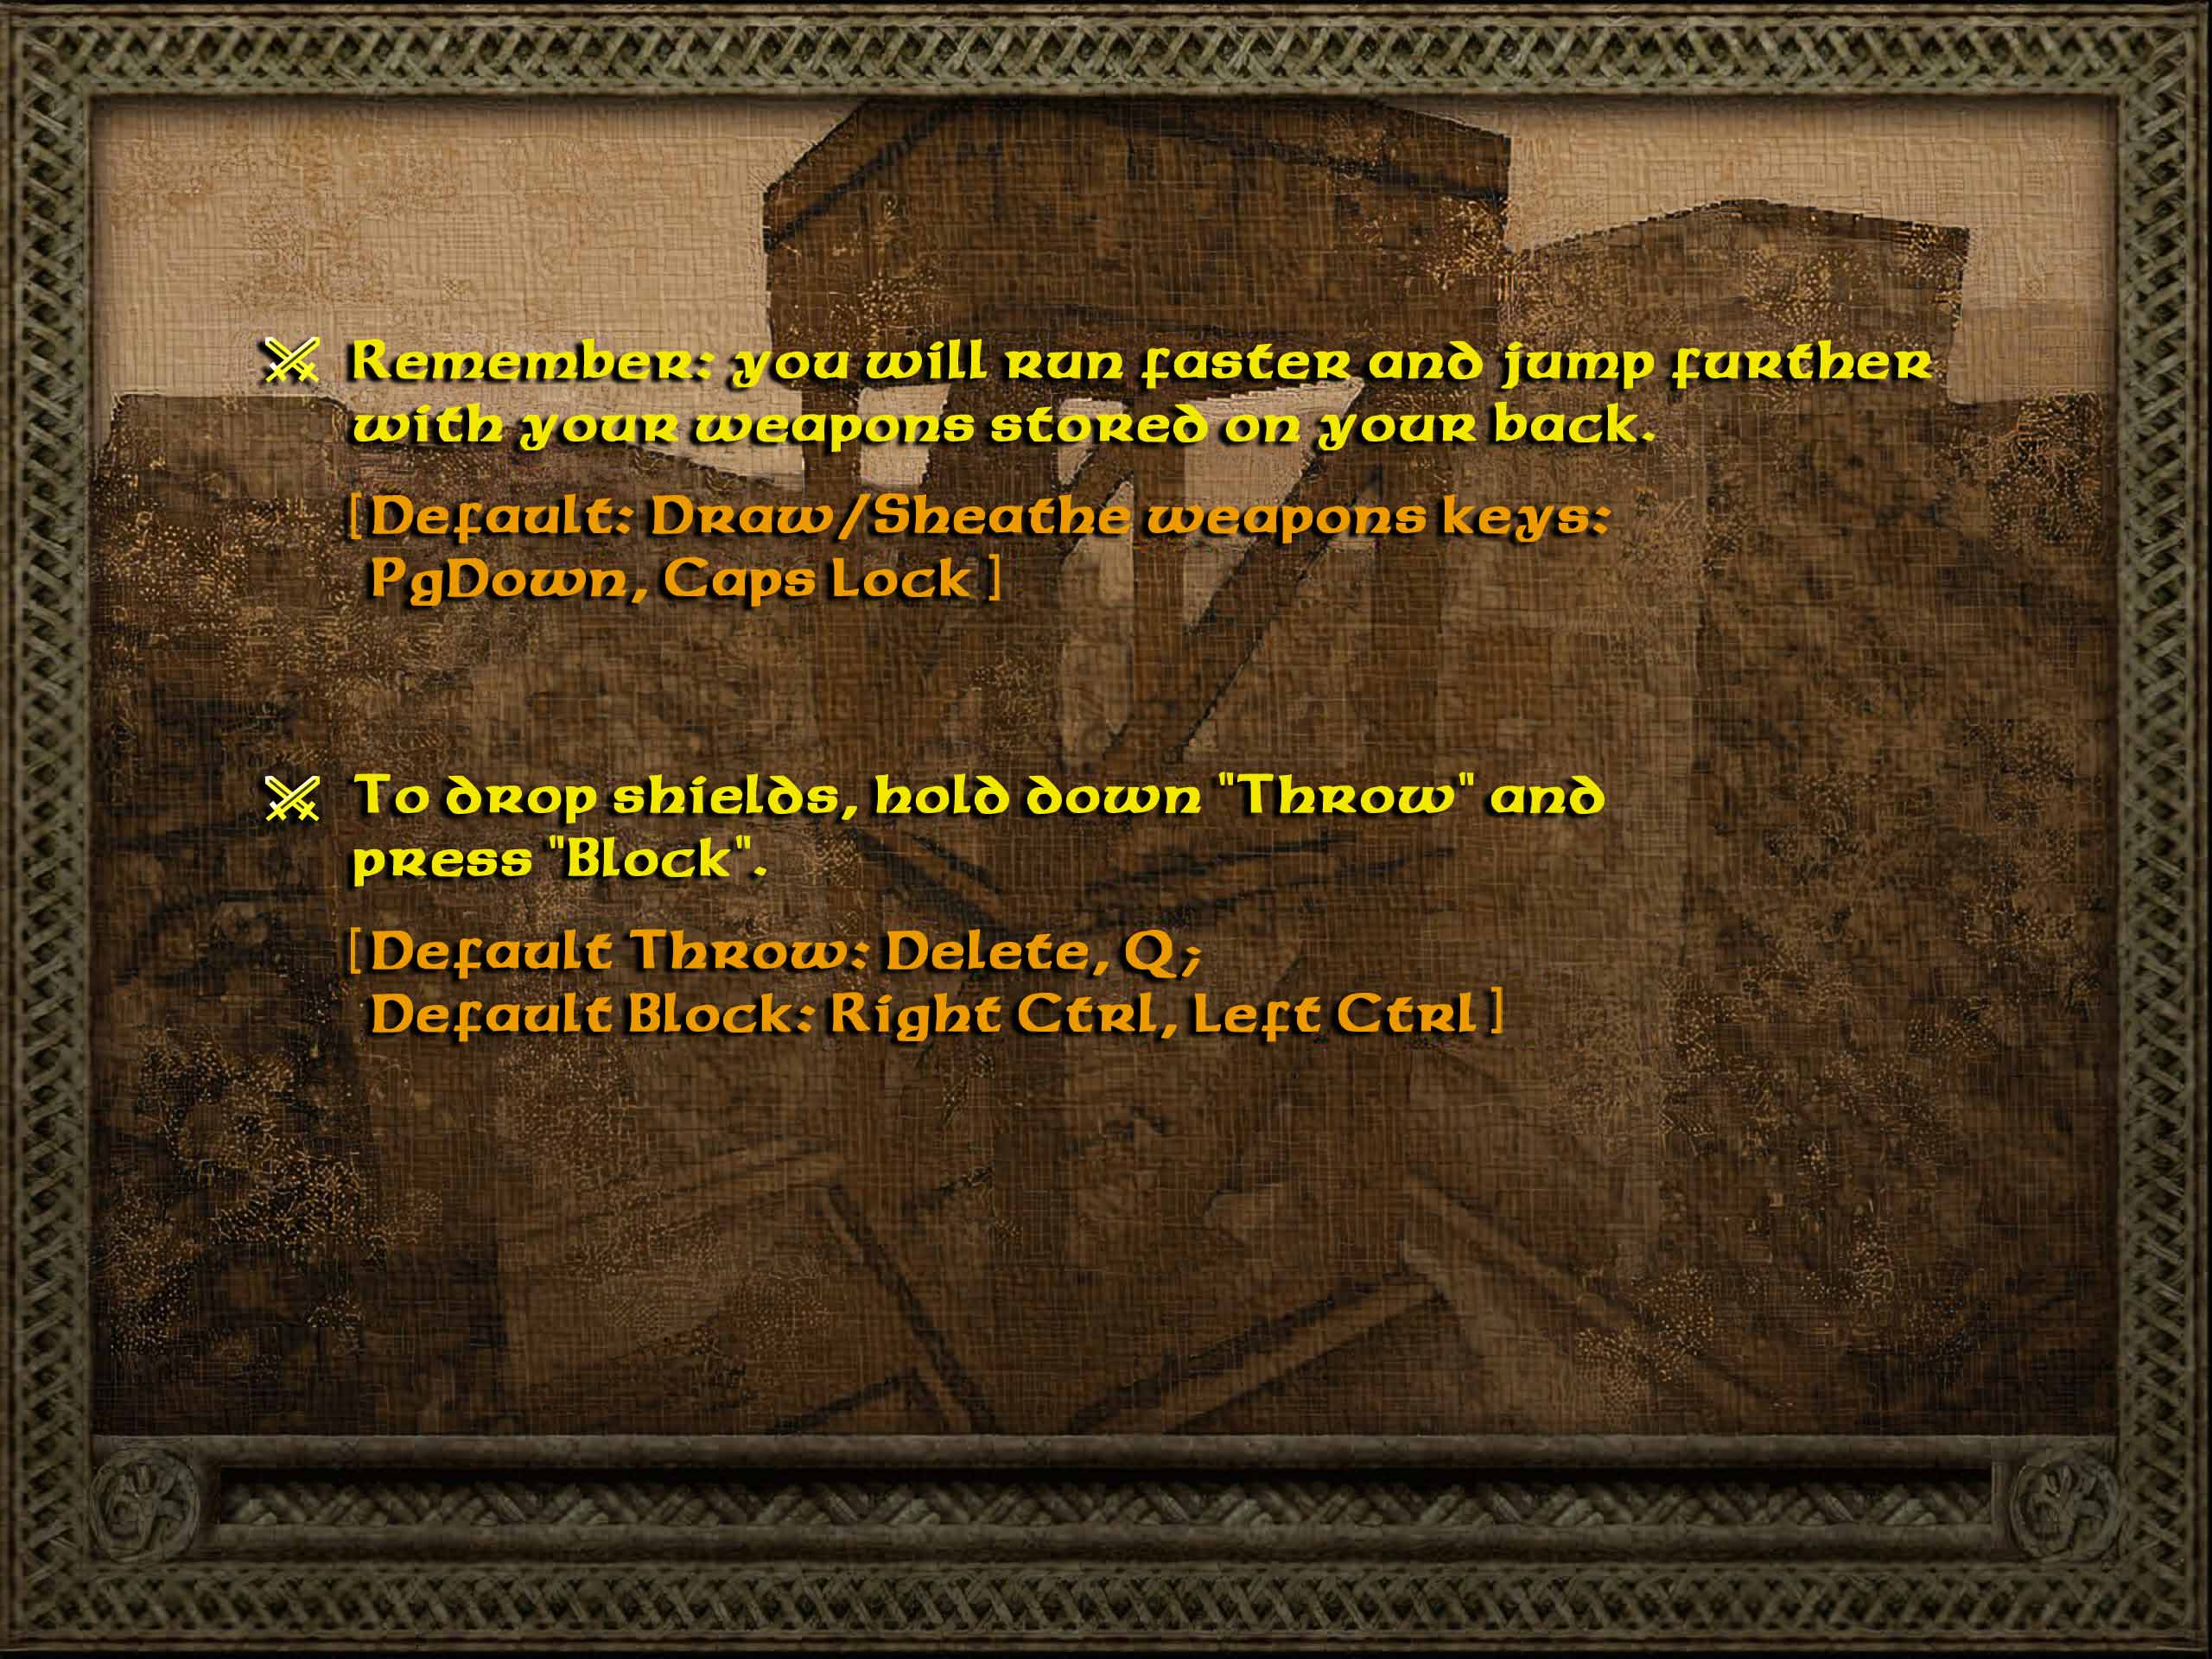 Remember: you will run faster and jump further
with your weapons stored on your back.
[Default: Draw/Sheathe weapons keys:
PgDown, Caps Lock]
To drop shields, hold down "Throw" and
press "Block".
[Default Throw: Delete, Q;
Default Block: Right Ctrl, Left Ctrl]